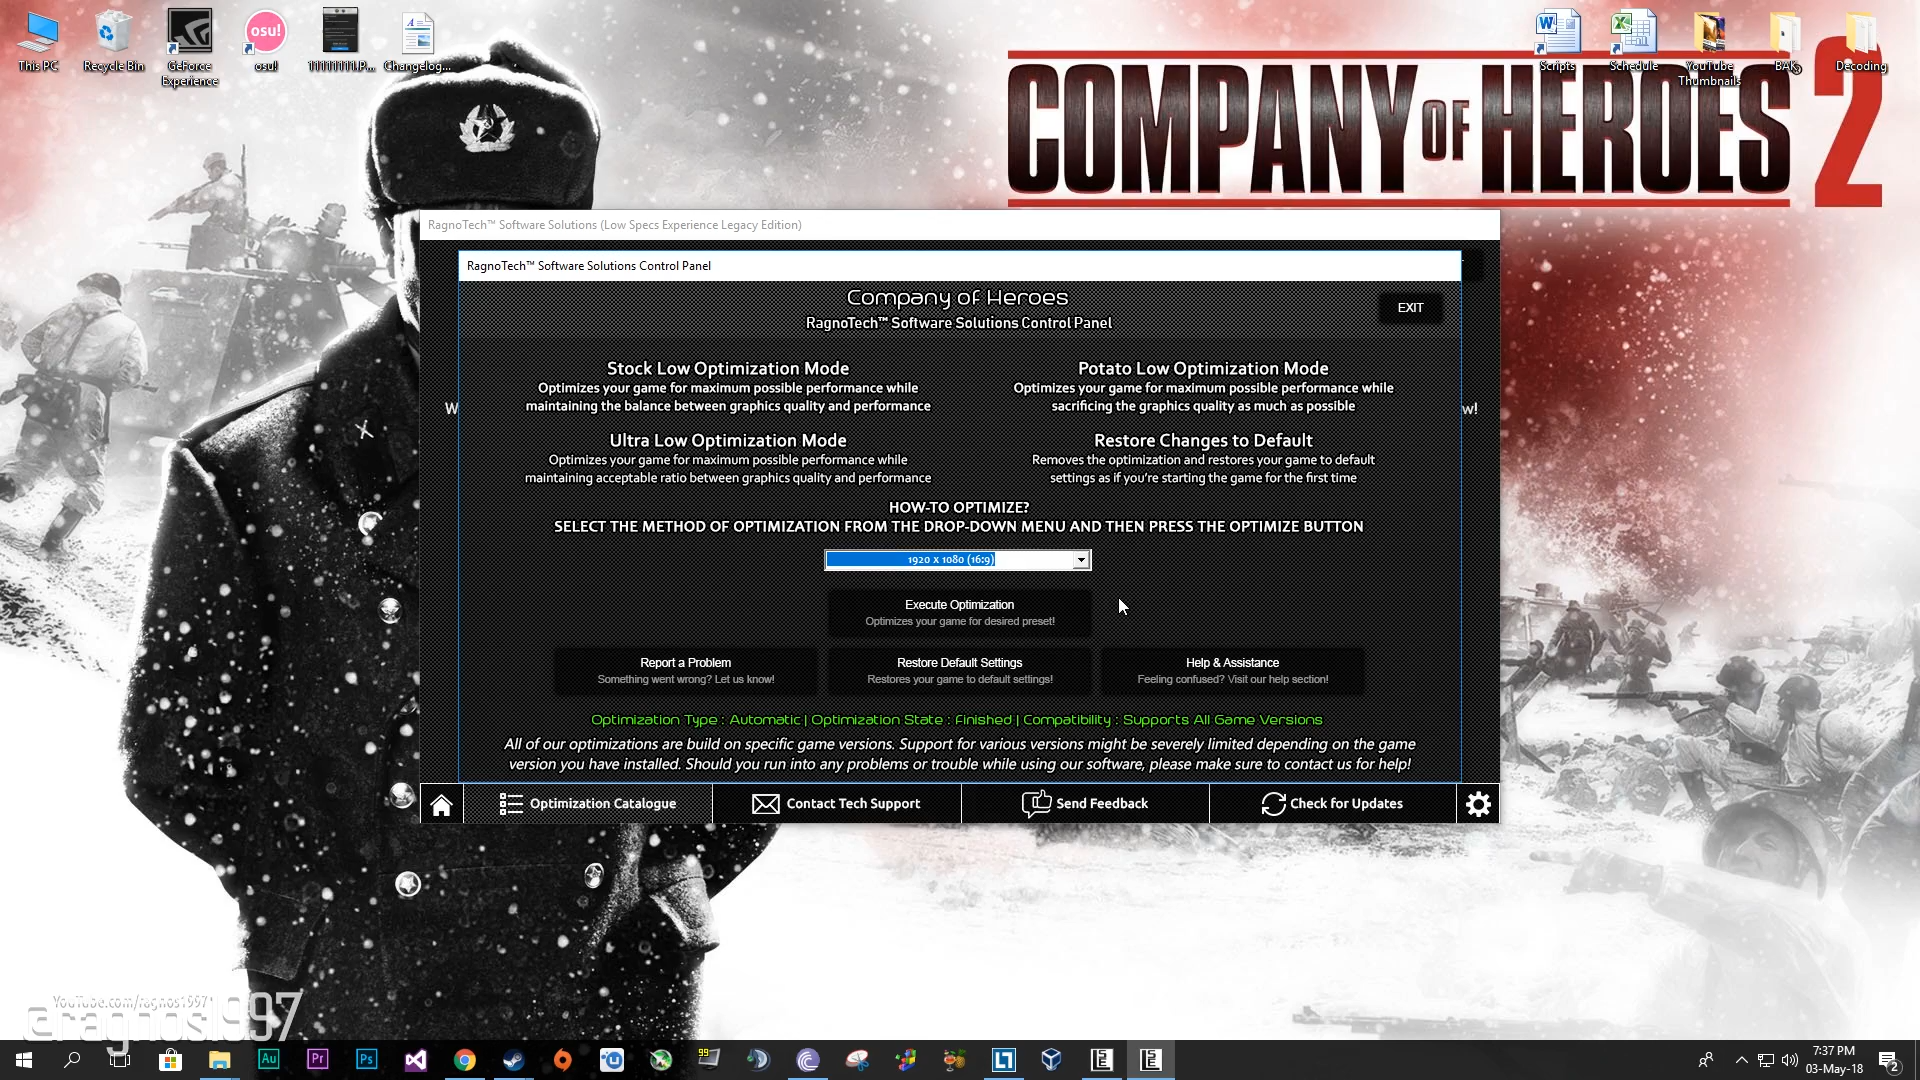 This PC
Recycle Bin
GeForce
Experience
osu!
osu!
11111111.P...
Changelog...
Scripts
Schedule
YouTube
Thumbnails
BAK
Decoding
COMPANY OF HEROES 2
RagnoTech™ Software Solutions (Low Specs Experience Legacy Edition)
RagnoTech™ Software Solutions Control Panel
Company of Heroes
RagnoTech™ Software Solutions Control Panel
EXIT
Stock Low Optimization Mode
Optimizes your game for maximum possible performance while
maintaining the balance between graphics quality and performance
Potato Low Optimization Mode
Optimizes your game for maximum possible performance while
sacrificing the graphics quality as much as possible
W
w!
Ultra Low Optimization Mode
Optimizes your game for maximum possible performance while
maintaining acceptable ratio between graphics quality and performance
Restore Changes to Default
Removes the optimization and restores your game to default
settings as if you're starting the game for the first time
HOW-TO OPTIMIZE?
SELECT THE METHOD OF OPTIMIZATION FROM THE DROP-DOWN MENU AND THEN PRESS THE OPTIMIZE BUTTON
1920 x 1080 (16:9)
Execute Optimization
Optimizes your game for desired preset!
Report a Problem
Something went wrong? Let us know!
Restore Default Settings
Restores your game to default settings!
Help & Assistance
Feeling confused? Visit our help section!
Optimization Type : Automatic | Optimization State : Finished | Compatibility : Supports All Game Versions
All of our optimizations are build on specific game versions. Support for various versions might be severely limited depending on the game
version you have installed. Should you run into any problems or trouble while using our software, please make sure to contact us for help!
Optimization Catalogue
Contact Tech Support
Send Feedback
Check for Updates
YouTube.com/ragnos1997
eragnos1997
Au
Pr
Ps
99
7:37 PM
03-May-18
2